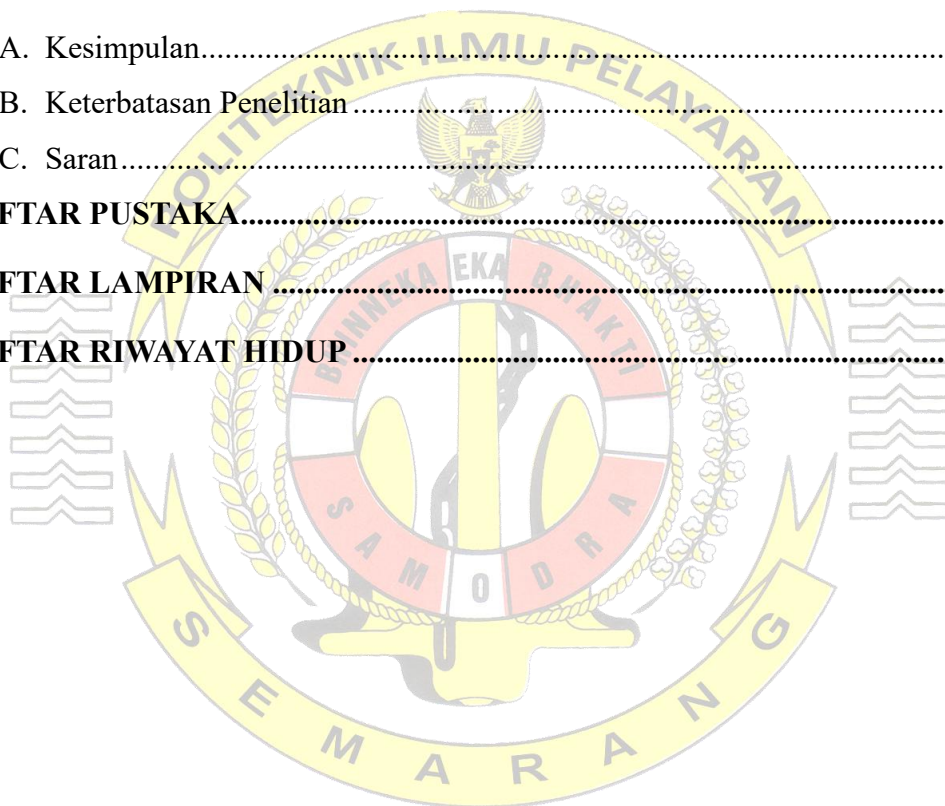 A. Kesimpulan
B. Keterbatasan Penelitian
C. Saran
FTAR PUSTAKA
FTAR LAMPIRAN
FTAR RIWAYAT HIDUP
POLITEKNIK ILMU PELAYARAN
BHINNEKA EKA BHAKTI
SAMODRA
SEMARANG